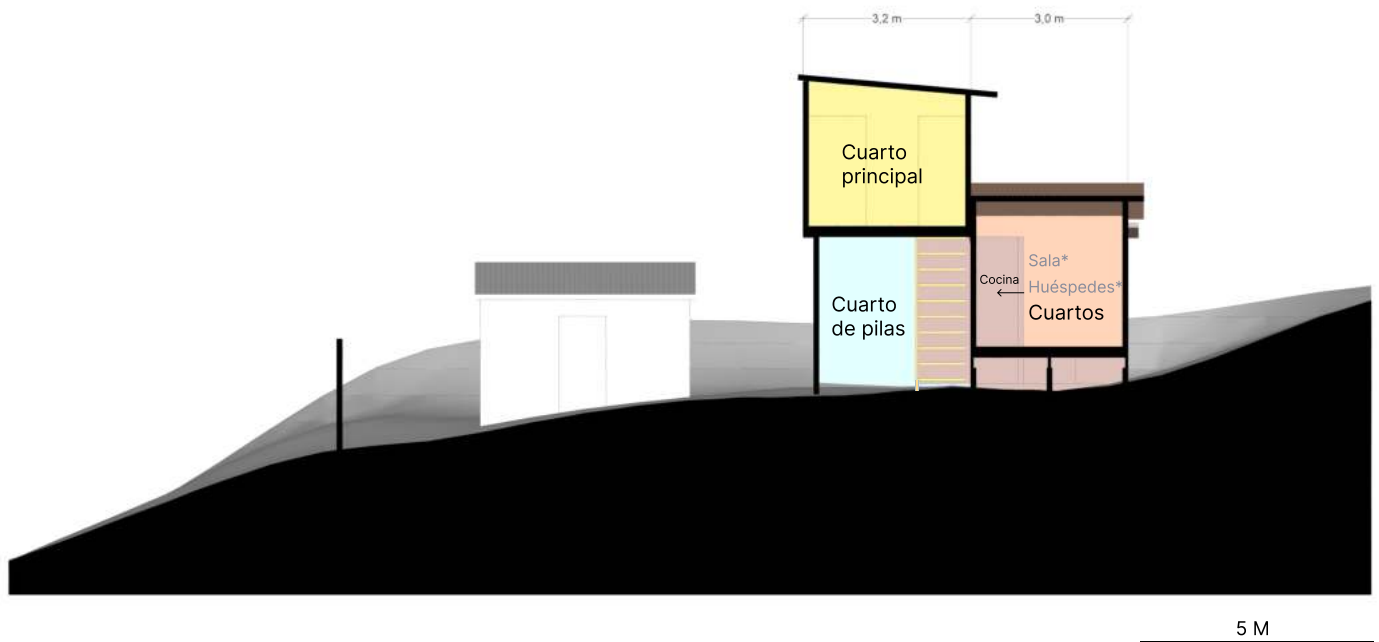 3,2 m
3,0 m
Cuarto
principal
Sala*
Cocina
Huéspedes*
Cuartos
Cuarto
de pilas
5 M